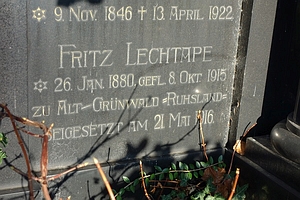 ✡ 9. NOV. 1846 ✝ 13. APRIL 1922
FRITZ LECHTAPE
✡ 26. JAN. 1880, GEFL. 8. OKT. 1915
ZU ALT-GRÜNWALD=RUHSLAND=
BEIGESETZT AM 21. MAI 1916.